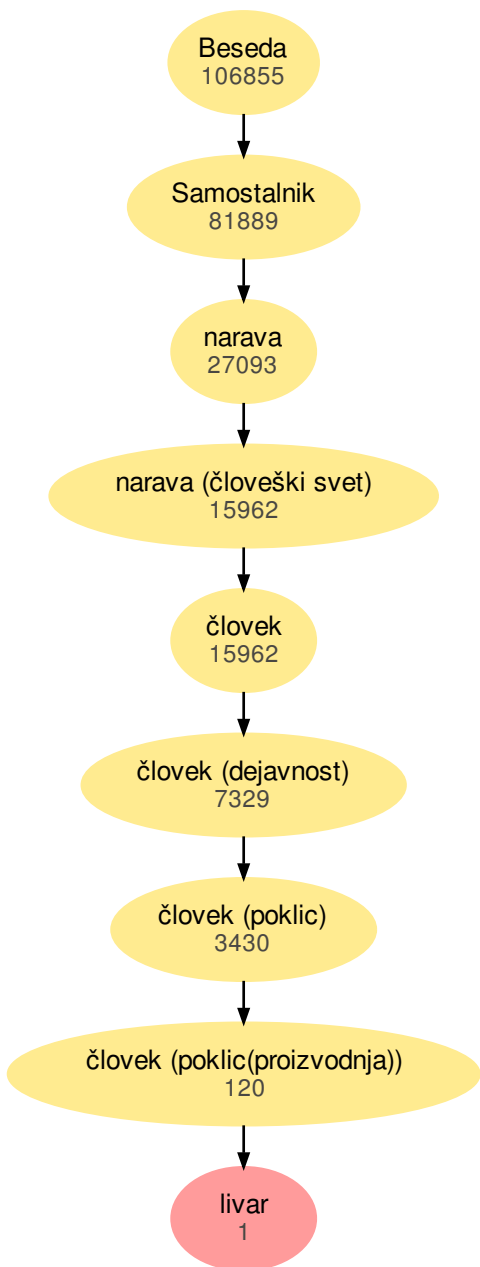 Beseda
106855
Samostalnik
81889
narava
27093
narava (človeški svet)
15962
človek
15962
človek (dejavnost)
7329
človek (poklic)
3430
človek (poklic(proizvodnja))
120
livar
1